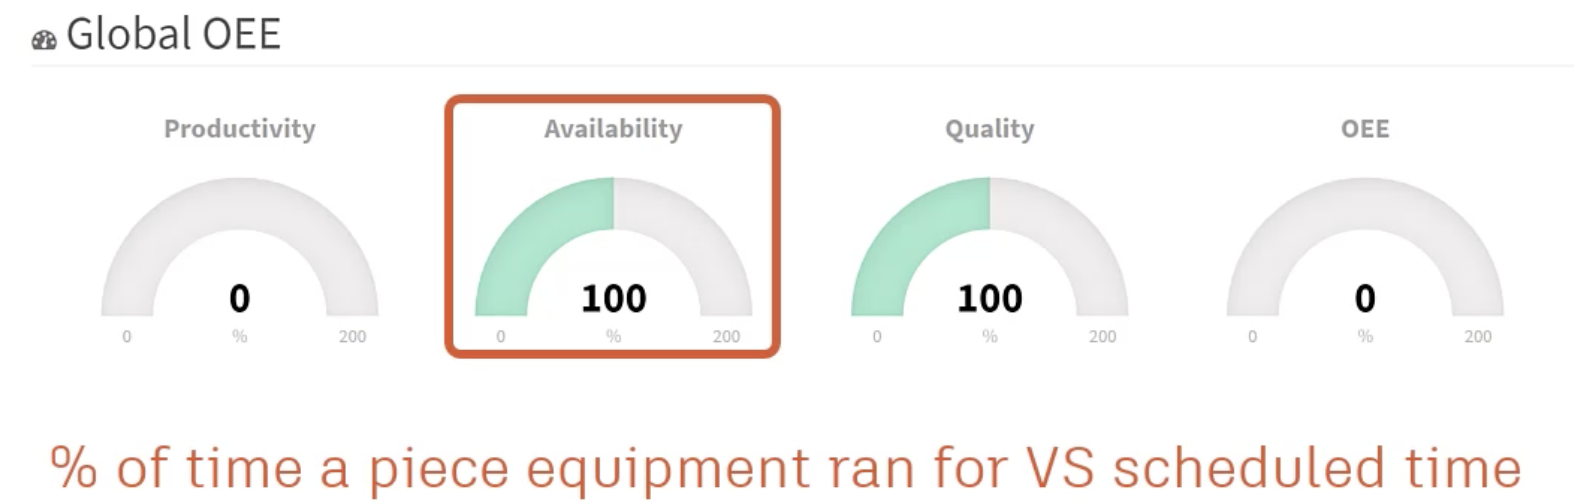 Global OEE
Productivity Availability Quality OEE
0 100 100 0
0 % 200 0 % 200 0 % 200 0 % 200
% of time a piece equipment ran for VS scheduled time